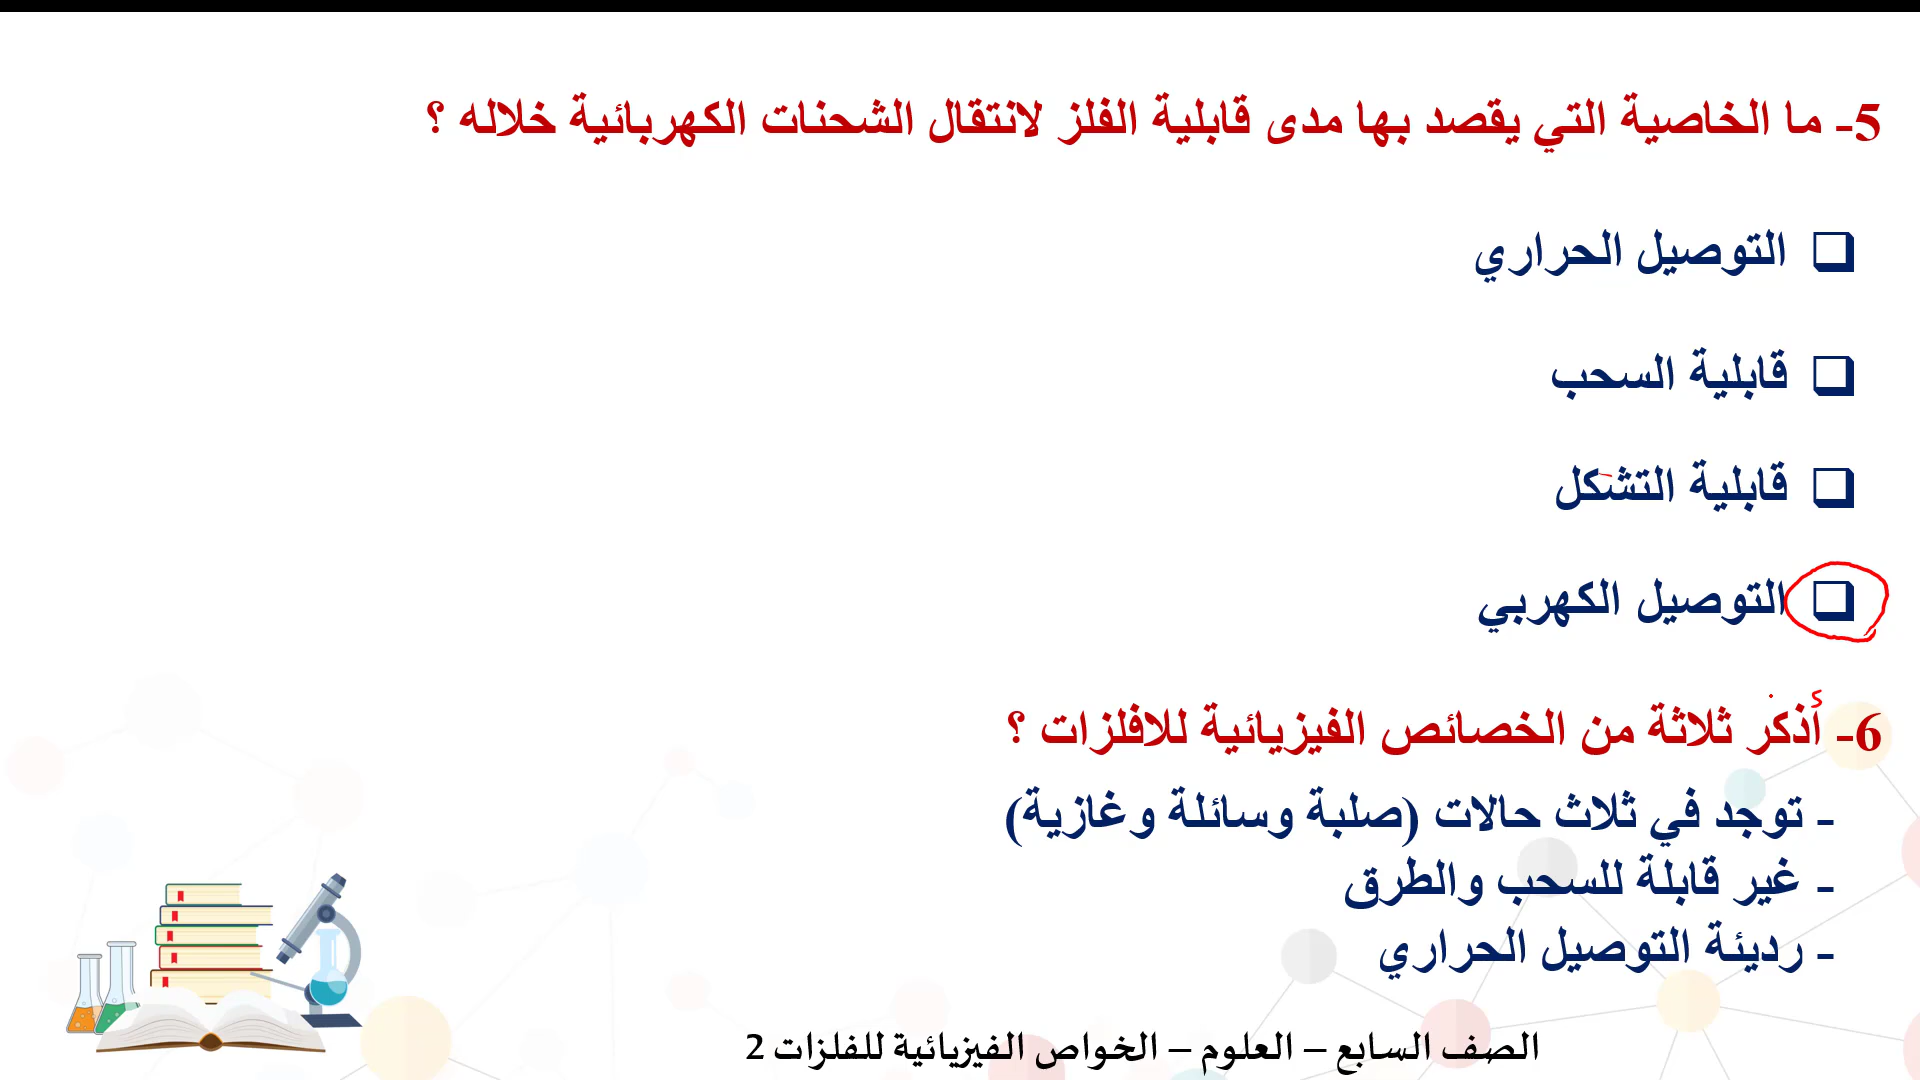 5- ما الخاصية التي يقصد بها مدى قابلية الفلز لانتقال الشحنات الكهربائية خلاله ؟
❑ التوصيل الحراري
❑ قابلية السحب
❑ قابلية التشكل
❑ التوصيل الكهربي
6- أذكر ثلاثة من الخصائص الفيزيائية للافلزات ؟
- توجد في ثلاث حالات (صلبة وسائلة وغازية)
- غير قابلة للسحب والطرق
- رديئة التوصيل الحراري
الصف السابع – العلوم – الخواص الفيزيائية للفلزات 2